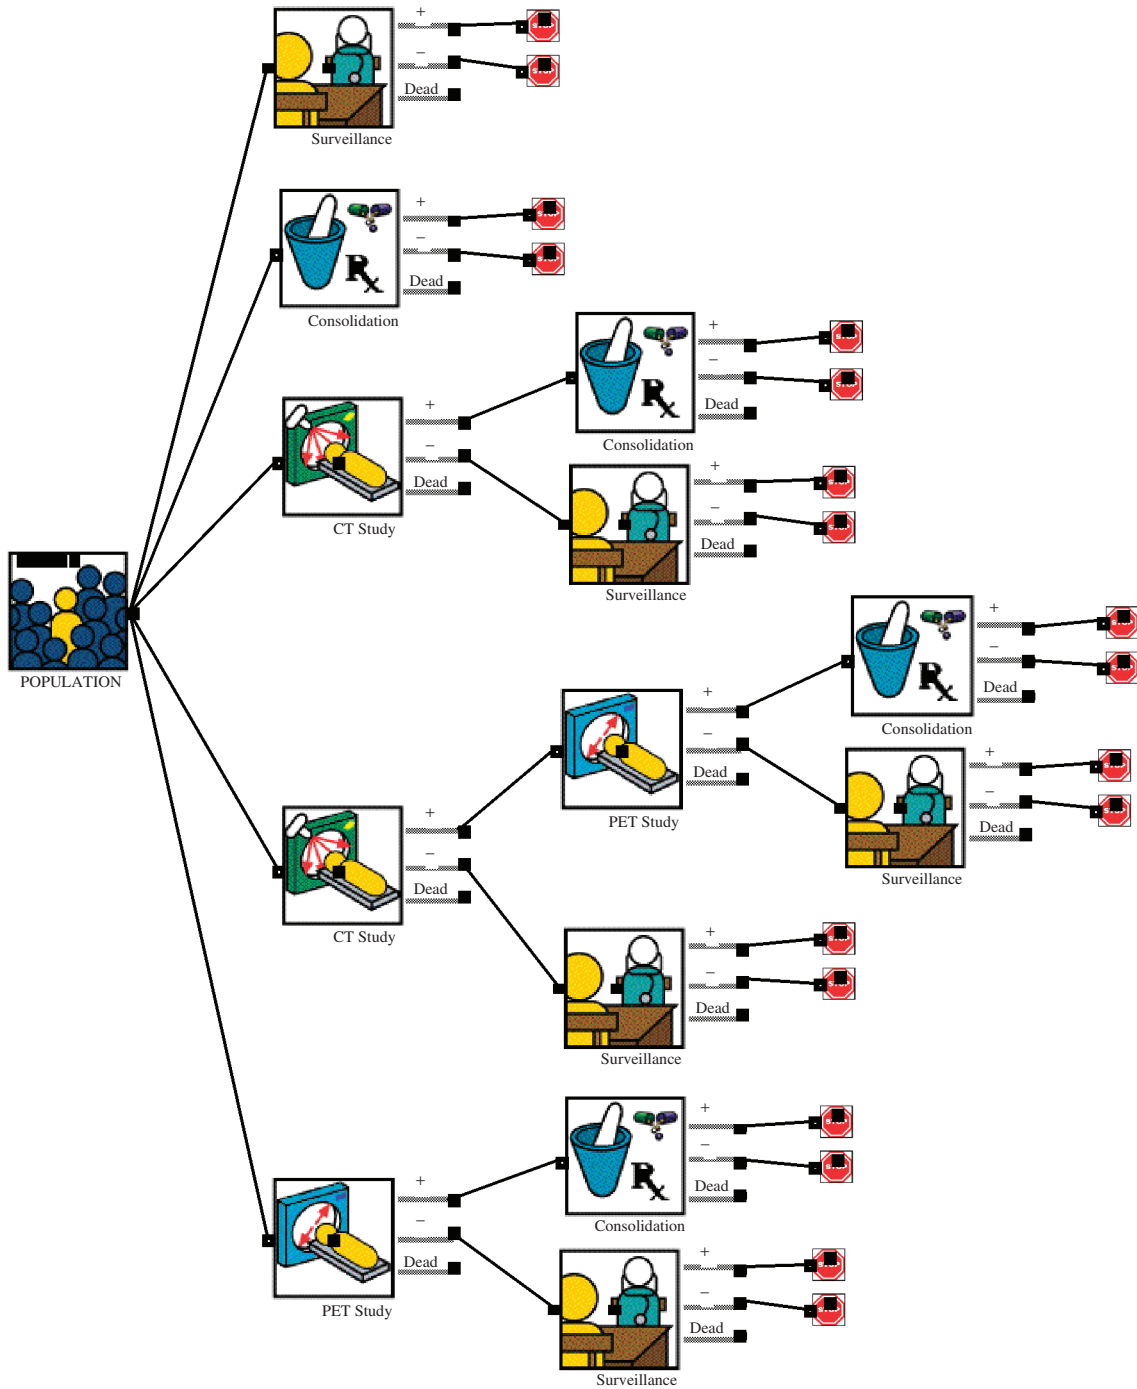 +
−
Dead
Surveillance
+
−
Dead
Consolidation
+
−
Dead
CT Study
+
−
Dead
Consolidation
+
−
Dead
Surveillance
POPULATION
+
−
Dead
CT Study
+
−
Dead
PET Study
+
−
Dead
Consolidation
+
−
Dead
Surveillance
+
−
Dead
Surveillance
+
−
Dead
PET Study
+
−
Dead
Consolidation
+
−
Dead
Surveillance